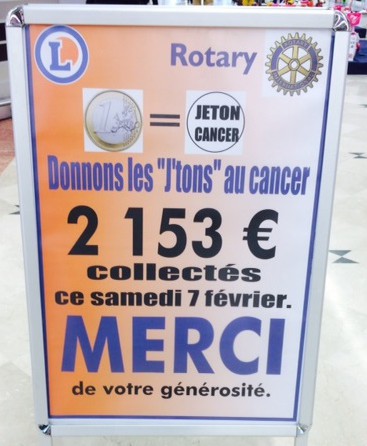 L Rotary
1 = JETON CANCER
Donnons les "J'tons" au cancer
2 153 €
collectés
ce samedi 7 février.
MERCI
de votre générosité.